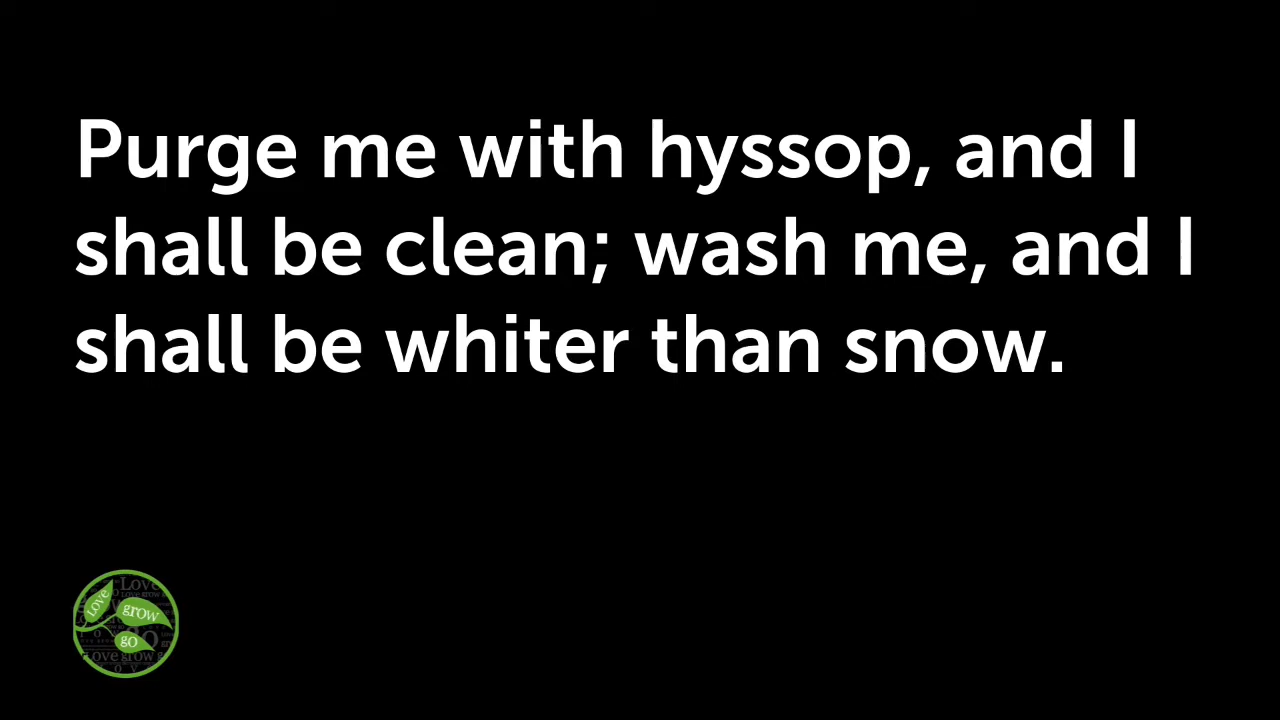 Purge me with hyssop, and I
shall be clean; wash me, and I
shall be whiter than snow.
Love
grow
go